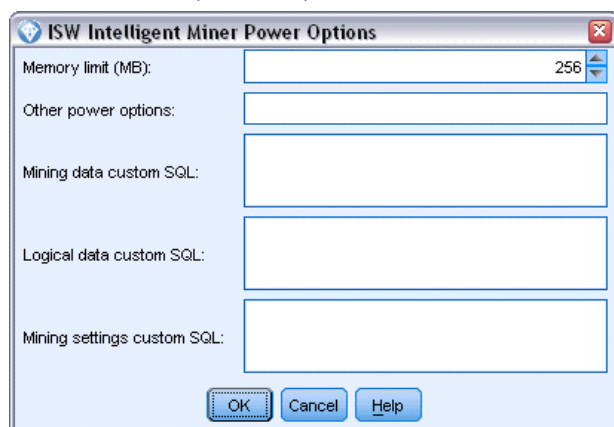 ISW Intelligent Miner Power Options
Memory limit (MB): 256
Other power options:
Mining data custom SQL:
Logical data custom SQL:
Mining settings custom SQL:
OK Cancel Help